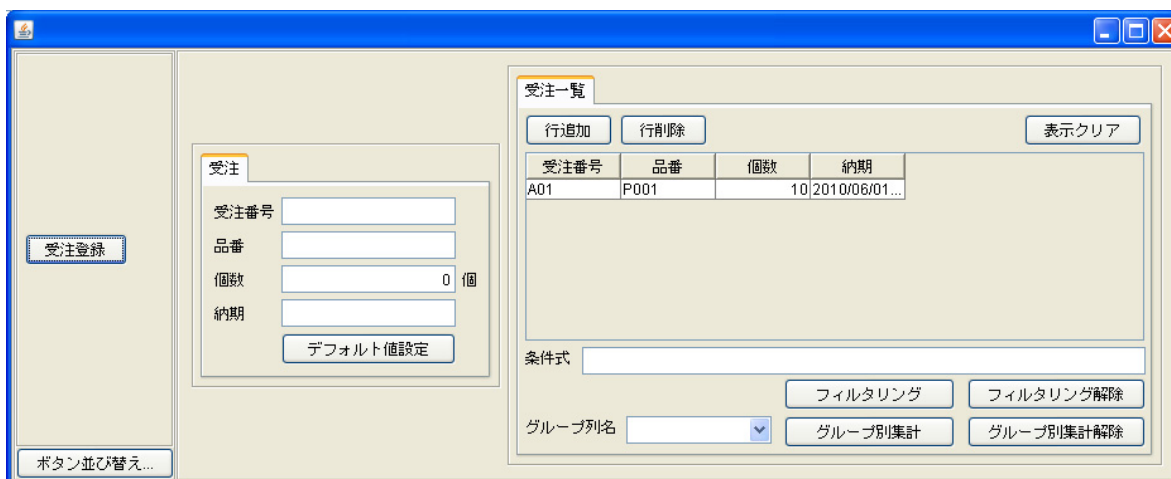 受注登録
ボタン並び替え...
受注
受注番号
品番
個数 0 個
納期
デフォルト値設定
受注一覧
行追加 行削除 表示クリア
受注番号 品番 個数 納期
A01 P001 10 2010/06/01...
条件式
フィルタリング フィルタリング解除
グループ列名 グループ別集計 グループ別集計解除